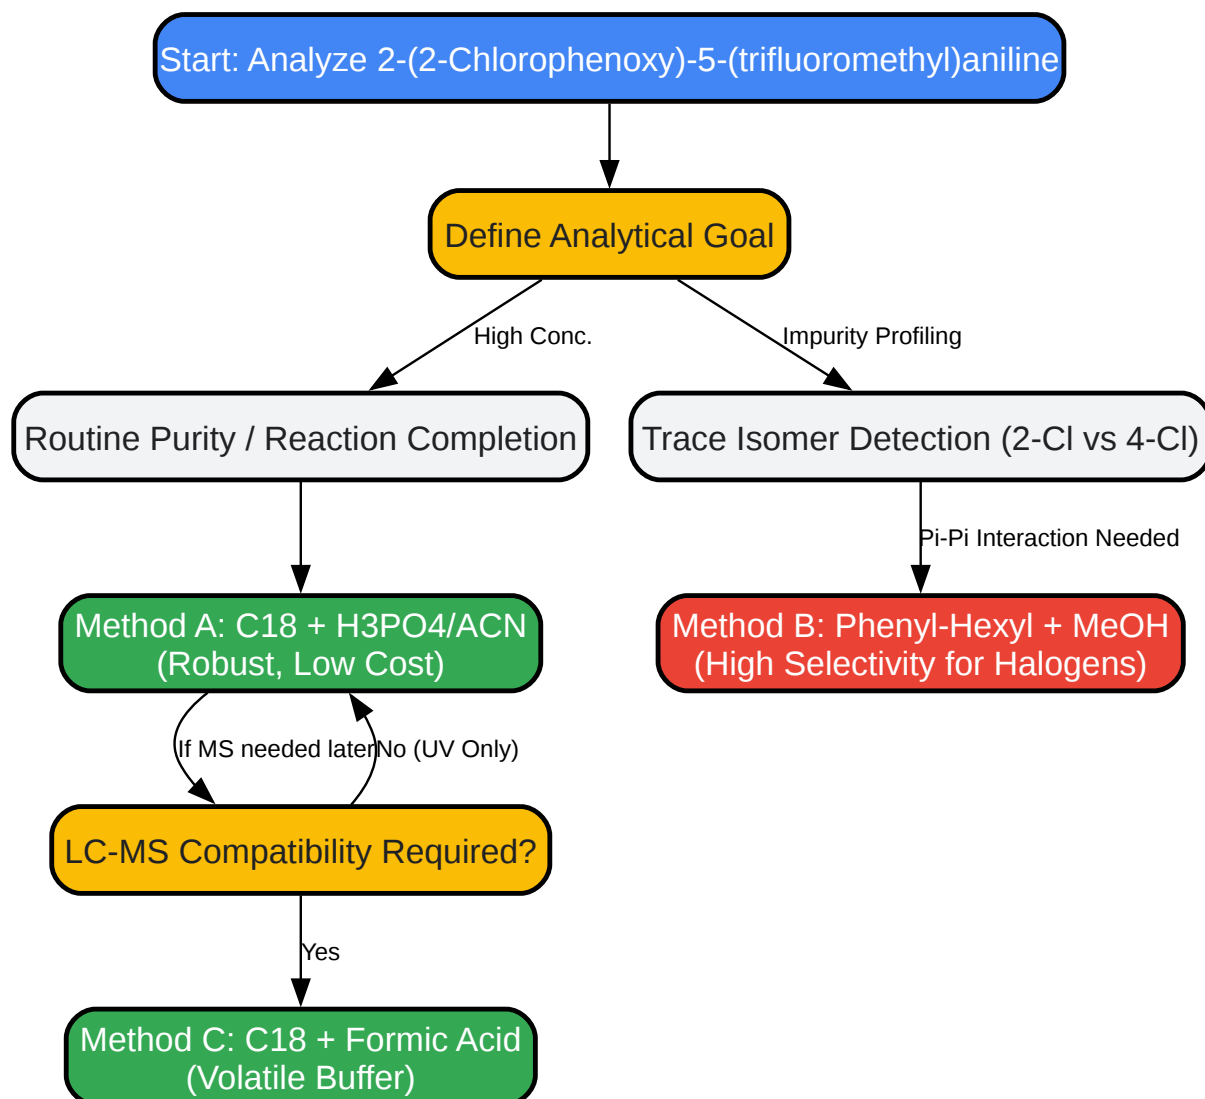 Start: Analyze 2-(2-Chlorophenoxy)-5-(trifluoromethyl)aniline
Define Analytical Goal
High Conc.
Impurity Profiling
Routine Purity / Reaction Completion
Trace Isomer Detection (2-Cl vs 4-Cl)
Pi-Pi Interaction Needed
Method A: C18 + H3PO4/ACN
(Robust, Low Cost)
Method B: Phenyl-Hexyl + MeOH
(High Selectivity for Halogens)
If MS needed later
No (UV Only)
LC-MS Compatibility Required?
Yes
Method C: C18 + Formic Acid
(Volatile Buffer)